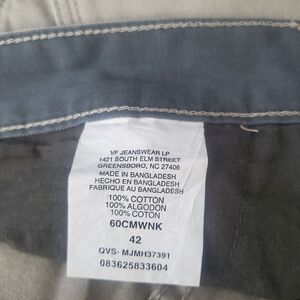 VF JEANSWEAR LP
1421 SOUTH ELM STREET
GREENSBORO, NC 27406
MADE IN BANGLADESH
HECHO EN BANGLADESH
FABRIQUE AU BANGLADESH
100% COTTON
100% ALGODON
100% COTON
60CMWNK
42
QVS- MJMH37391
083625833604